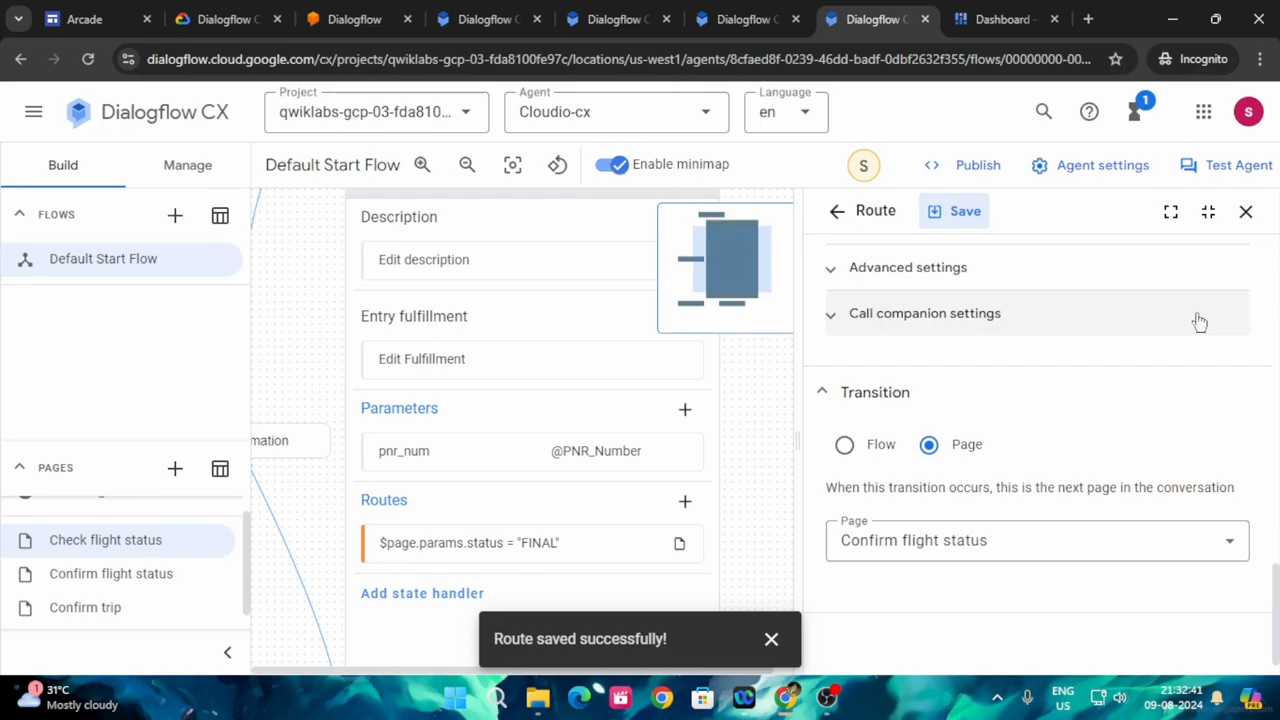 Arcade
Dialogflow C
Dialogflow
Dialogflow C
Dialogflow C
Dialogflow C
Dialogflow C
Dashboard -
dialogflow.cloud.google.com/cx/projects/qwiklabs-gcp-03-fda8100fe97c/locations/us-west1/agents/8cfaed8f-0239-46dd-badf-0dbf2632f355/flows/00000000-00...
Incognito
Dialogflow CX
Project
qwiklabs-gcp-03-fda810...
Agent
Cloudio-cx
Language
en
1
S
Build
Manage
Default Start Flow
Enable minimap
S
Publish
Agent settings
Test Agent
FLOWS
Default Start Flow
PAGES
Check flight status
Confirm flight status
Confirm trip
mation
Description
Edit description
Entry fulfillment
Edit Fulfillment
Parameters
pnr_num
@PNR_Number
Routes
$page.params.status = "FINAL"
Add state handler
Route saved successfully!
Route
Save
Advanced settings
Call companion settings
Transition
Flow
Page
When this transition occurs, this is the next page in the conversation
Page
Confirm flight status
1
31°C
Mostly cloudy
ENG
US
21:32:41
09-08-2024
PRE